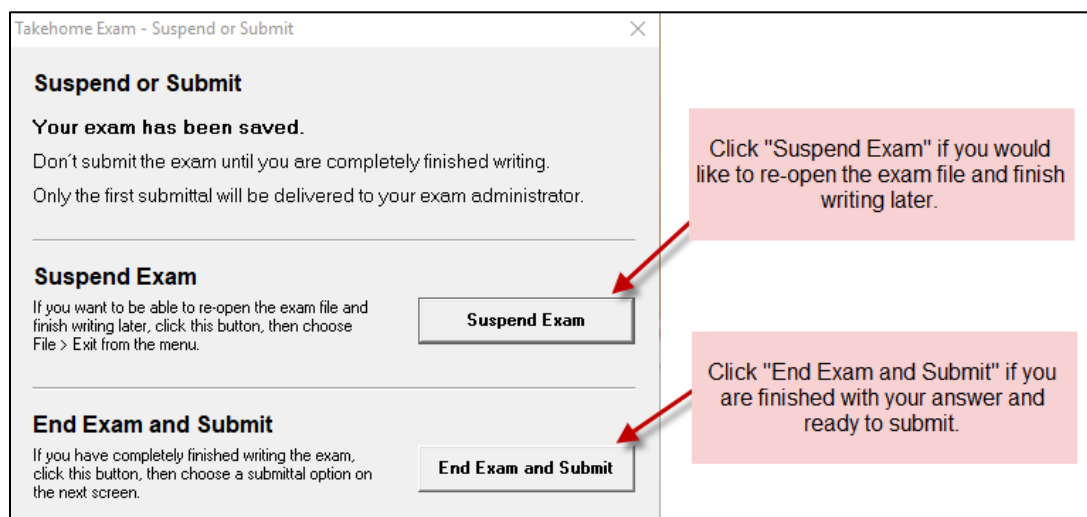 Takehome Exam - Suspend or Submit
Suspend or Submit
Your exam has been saved.
Don't submit the exam until you are completely finished writing.
Only the first submittal will be delivered to your exam administrator.
Click "Suspend Exam" if you would
like to re-open the exam file and finish
writing later.
Suspend Exam
If you want to be able to re-open the exam file and
finish writing later, click this button, then choose
File > Exit from the menu.
Suspend Exam
Click "End Exam and Submit" if you
are finished with your answer and
ready to submit.
End Exam and Submit
If you have completely finished writing the exam,
click this button, then choose a submittal option on
the next screen.
End Exam and Submit